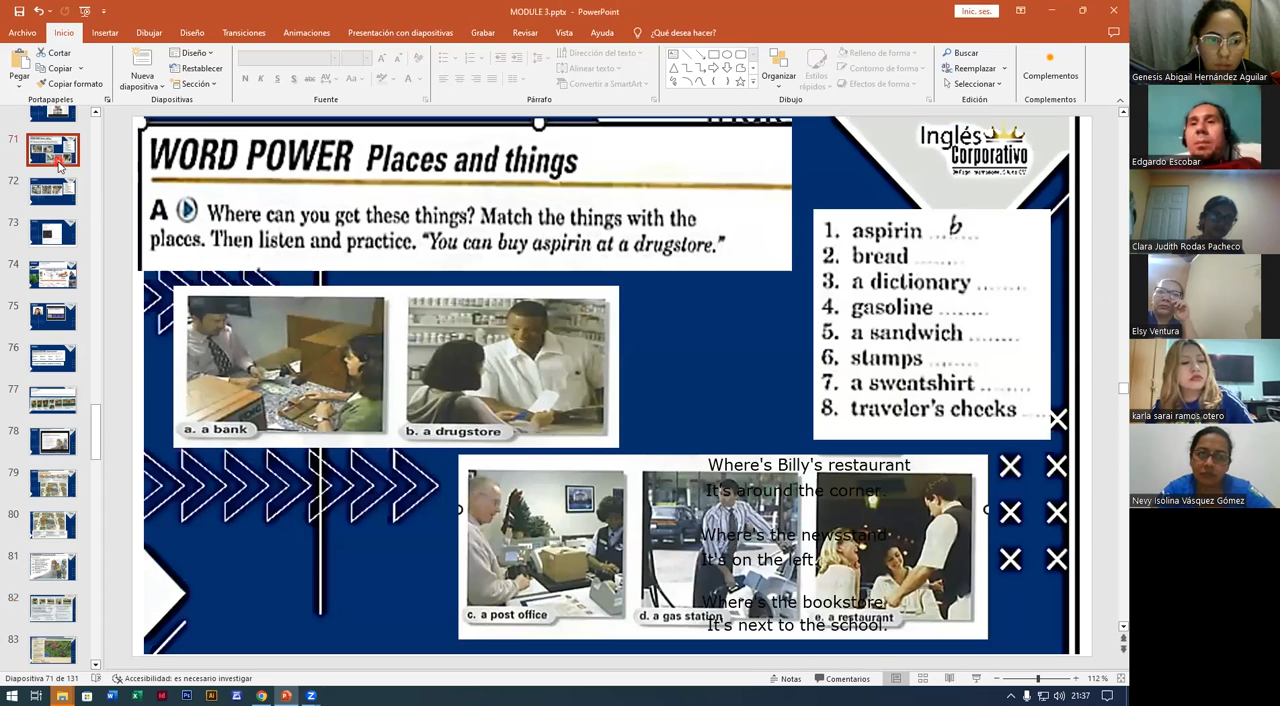 MODULE 3.pptx - PowerPoint
Inic. ses.
Archivo Inicio Insertar Dibujar Diseño Transiciones Animaciones Presentación con diapositivas Grabar Revisar Vista Ayuda ¿Qué desea hacer?
Pegar
Cortar
Copiar
Copiar formato
Portapapeles
Nueva diapositiva
Diseño
Restablecer
Sección
Diapositivas
N K S S abc AV Aa A
Fuente
Dirección del texto
Alinear texto
Convertir a SmartArt
Párrafo
Organizar
Estilos rápidos
Relleno de forma
Contorno de forma
Efectos de forma
Dibujo
Buscar
Reemplazar
Seleccionar
Edición
Complementos
Complementos
71
72
73
74
75
76
77
78
79
80
81
82
83
WORD POWER Places and things
A Where can you get these things? Match the things with the
places. Then listen and practice. "You can buy aspirin at a drugstore."
Inglés
Corporativo
1. aspirin b
2. bread
3. a dictionary
4. gasoline
5. a sandwich
6. stamps
7. a sweatshirt
8. traveler's checks
a. a bank
b. a drugstore
c. a post office
d. a gas station
e. a restaurant
Where's Billy's restaurant
It's around the corner.
Where's the newsstand
It's on the left.
Where's the bookstore
It's next to the school.
Genesis Abigail Hernández Aguilar
Edgardo Escobar
Clara Judith Rodas Pacheco
Elsy Ventura
karla sarai ramos otero
Nevy Isolina Vásquez Gómez
Diapositiva 71 de 131
Accesibilidad: es necesario investigar
Notas
Comentarios
112 %
21:37